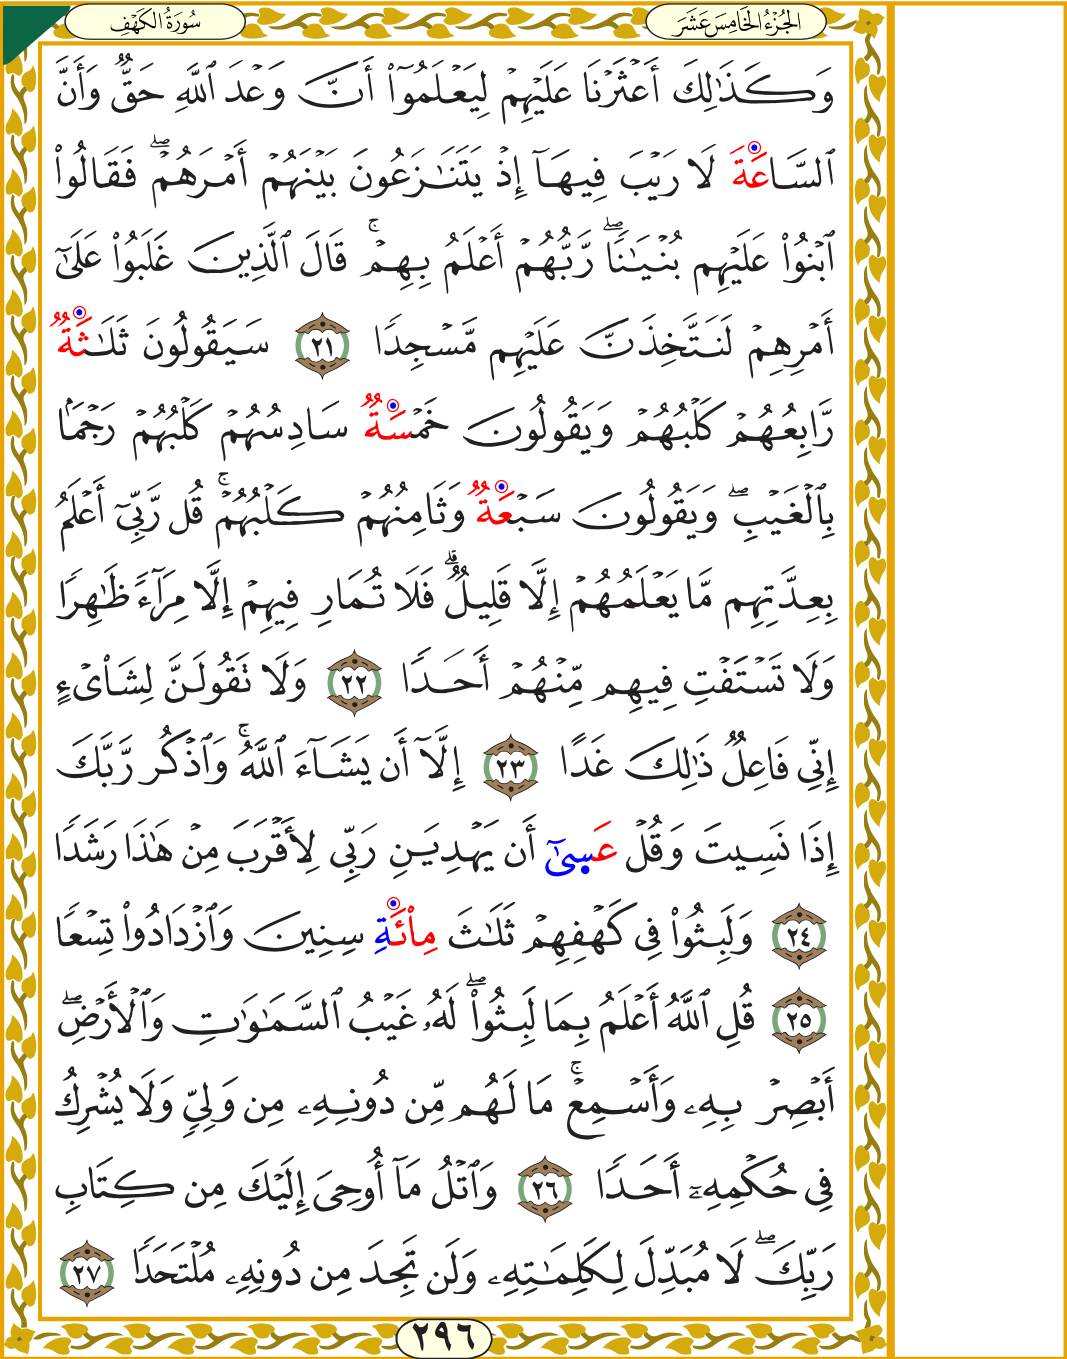 الجُزْءُ الخَامِسَ عَشَرَ
سُورَةُ الكَهْفِ
وَكَذَٰلِكَ أَعْثَرْنَا عَلَيْهِمْ لِيَعْلَمُوٓا۟ أَنَّ وَعْدَ ٱللَّهِ حَقٌّ وَأَنَّ
ٱلسَّاعَةَ لَا رَيْبَ فِيهَآ إِذْ يَتَنَٰزَعُونَ بَيْنَهُمْ أَمْرَهُمْ ۖ فَقَالُوا۟
ٱبْنُوا۟ عَلَيْهِم بُنْيَٰنًا ۖ رَّبُّهُمْ أَعْلَمُ بِهِمْ ۚ قَالَ ٱلَّذِينَ غَلَبُوا۟ عَلَىٰٓ
أَمْرِهِمْ لَنَتَّخِذَنَّ عَلَيْهِم مَّسْجِدًا ٢١ سَيَقُولُونَ ثَلَٰثَةٌ
رَّابِعُهُمْ كَلْبُهُمْ وَيَقُولُونَ خَمْسَةٌ سَادِسُهُمْ كَلْبُهُمْ رَجْمًۢا
بِٱلْغَيْبِ ۖ وَيَقُولُونَ سَبْعَةٌ وَثَامِنُهُمْ كَلْبُهُمْ ۚ قُل رَّبِّىٓ أَعْلَمُ
بِعِدَّتِهِم مَّا يَعْلَمُهُمْ إِلَّا قَلِيلٌ ۗ فَلَا تُمَارِ فِيهِمْ إِلَّا مِرَآءً ظَٰهِرًا
وَلَا تَسْتَفْتِ فِيهِم مِّنْهُمْ أَحَدًا ٢٢ وَلَا تَقُولَنَّ لِشَا۟ىْءٍ
إِنِّى فَاعِلٌ ذَٰلِكَ غَدًا ٢٣ إِلَّآ أَن يَشَآءَ ٱللَّهُ ۚ وَٱذْكُر رَّبَّكَ
إِذَا نَسِيتَ وَقُلْ عَسَىٰٓ أَن يَهْدِيَنِ رَبِّى لِأَقْرَبَ مِنْ هَٰذَا رَشَدًا
٢٤ وَلَبِثُوا۟ فِى كَهْفِهِمْ ثَلَٰثَ مِا۟ئَةِ سِنِينَ وَٱزْدَادُوا۟ تِسْعًا
٢٥ قُلِ ٱللَّهُ أَعْلَمُ بِمَا لَبِثُوا۟ ۖ لَهُۥ غَيْبُ ٱلسَّمَٰوَٰتِ وَٱلْأَرْضِ ۖ
أَبْصِرْ بِهِۦ وَأَسْمِعْ ۚ مَا لَهُم مِّن دُونِهِۦ مِن وَلِىٍّ وَلَا يُشْرِكُ
فِى حُكْمِهِۦٓ أَحَدًا ٢٦ وَٱتْلُ مَآ أُوحِىَ إِلَيْكَ مِن كِتَابِ
رَبِّكَ ۖ لَا مُبَدِّلَ لِكَلِمَٰتِهِۦ وَلَن تَجِدَ مِن دُونِهِۦ مُلْتَحَدًا ٢٧
٢٩٦